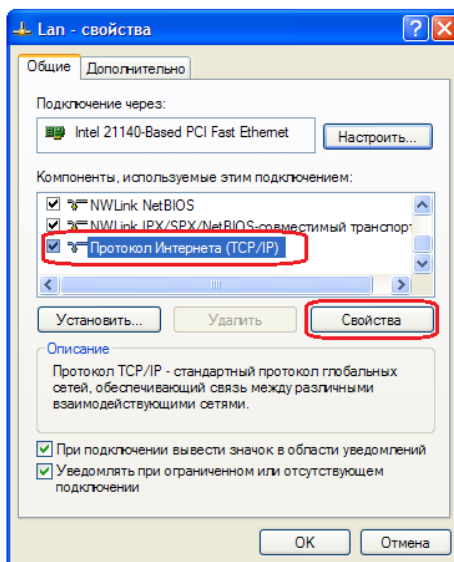 Lan - свойства
Общие
Дополнительно
Подключение через:
Intel 21140-Based PCI Fast Ethernet
Настроить...
Компоненты, используемые этим подключением:
NWLink NetBIOS
NWLink IPX/SPX/NetBIOS-совместимый транспорт
Протокол Интернета (TCP/IP)
Установить...
Удалить
Свойства
Описание
Протокол TCP/IP - стандартный протокол глобальных
сетей, обеспечивающий связь между различными
взаимодействующими сетями.
При подключении вывести значок в области уведомлений
Уведомлять при ограниченном или отсутствующем
подключении
OK
Отмена